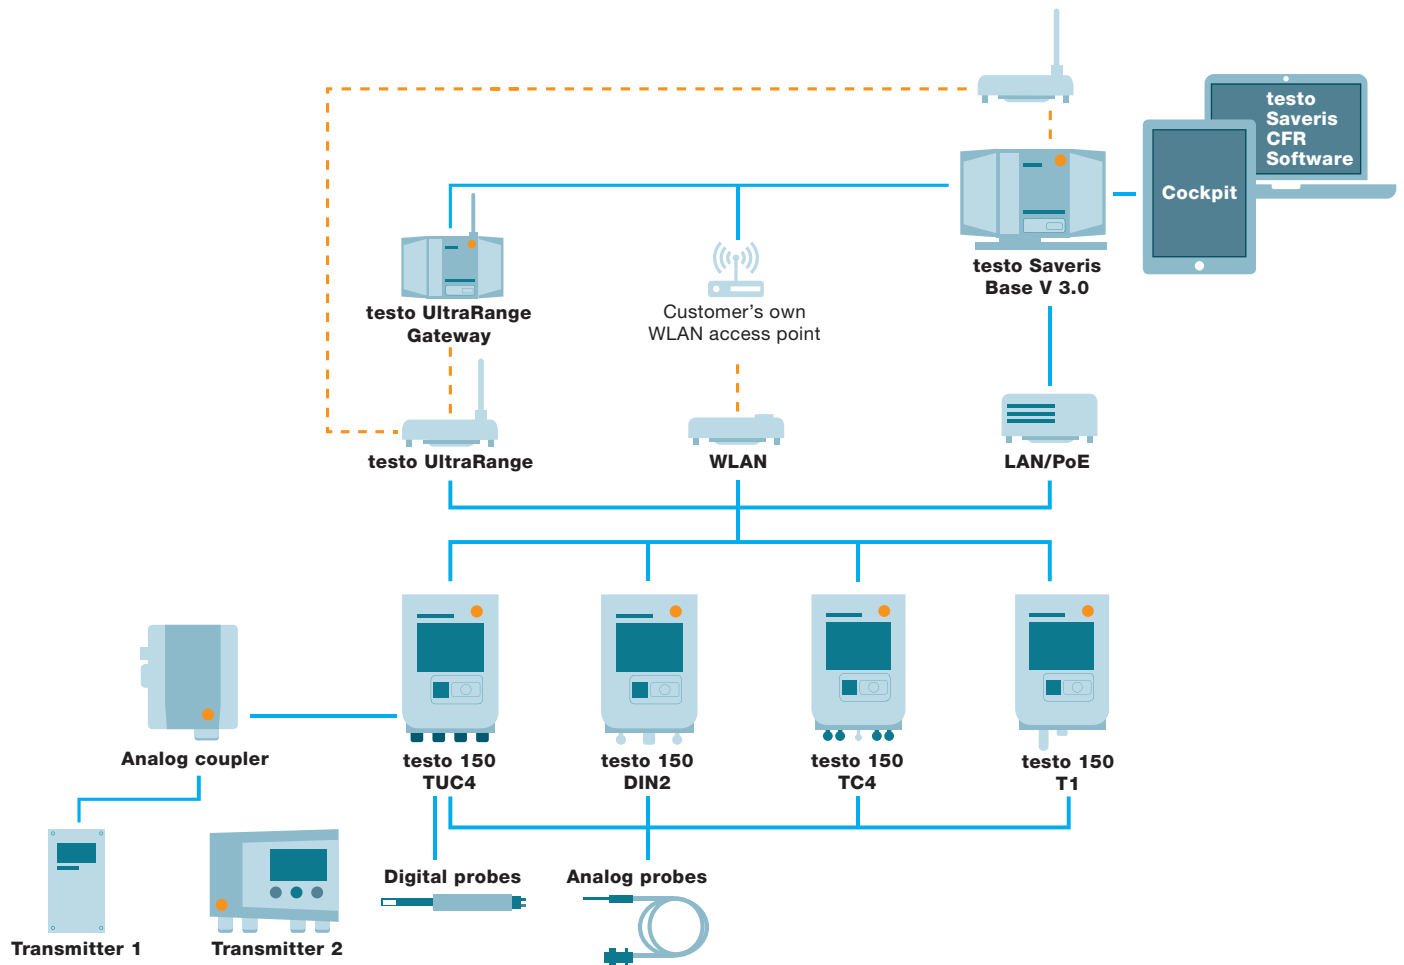 testo
Saveris
CFR
Software
Cockpit
testo Saveris
Base V 3.0
testo UltraRange
Gateway
Customer’s own
WLAN access point
testo UltraRange
WLAN
LAN/PoE
Analog coupler
testo 150
TUC4
testo 150
DIN2
testo 150
TC4
testo 150
T1
Digital probes
Analog probes
Transmitter 1
Transmitter 2